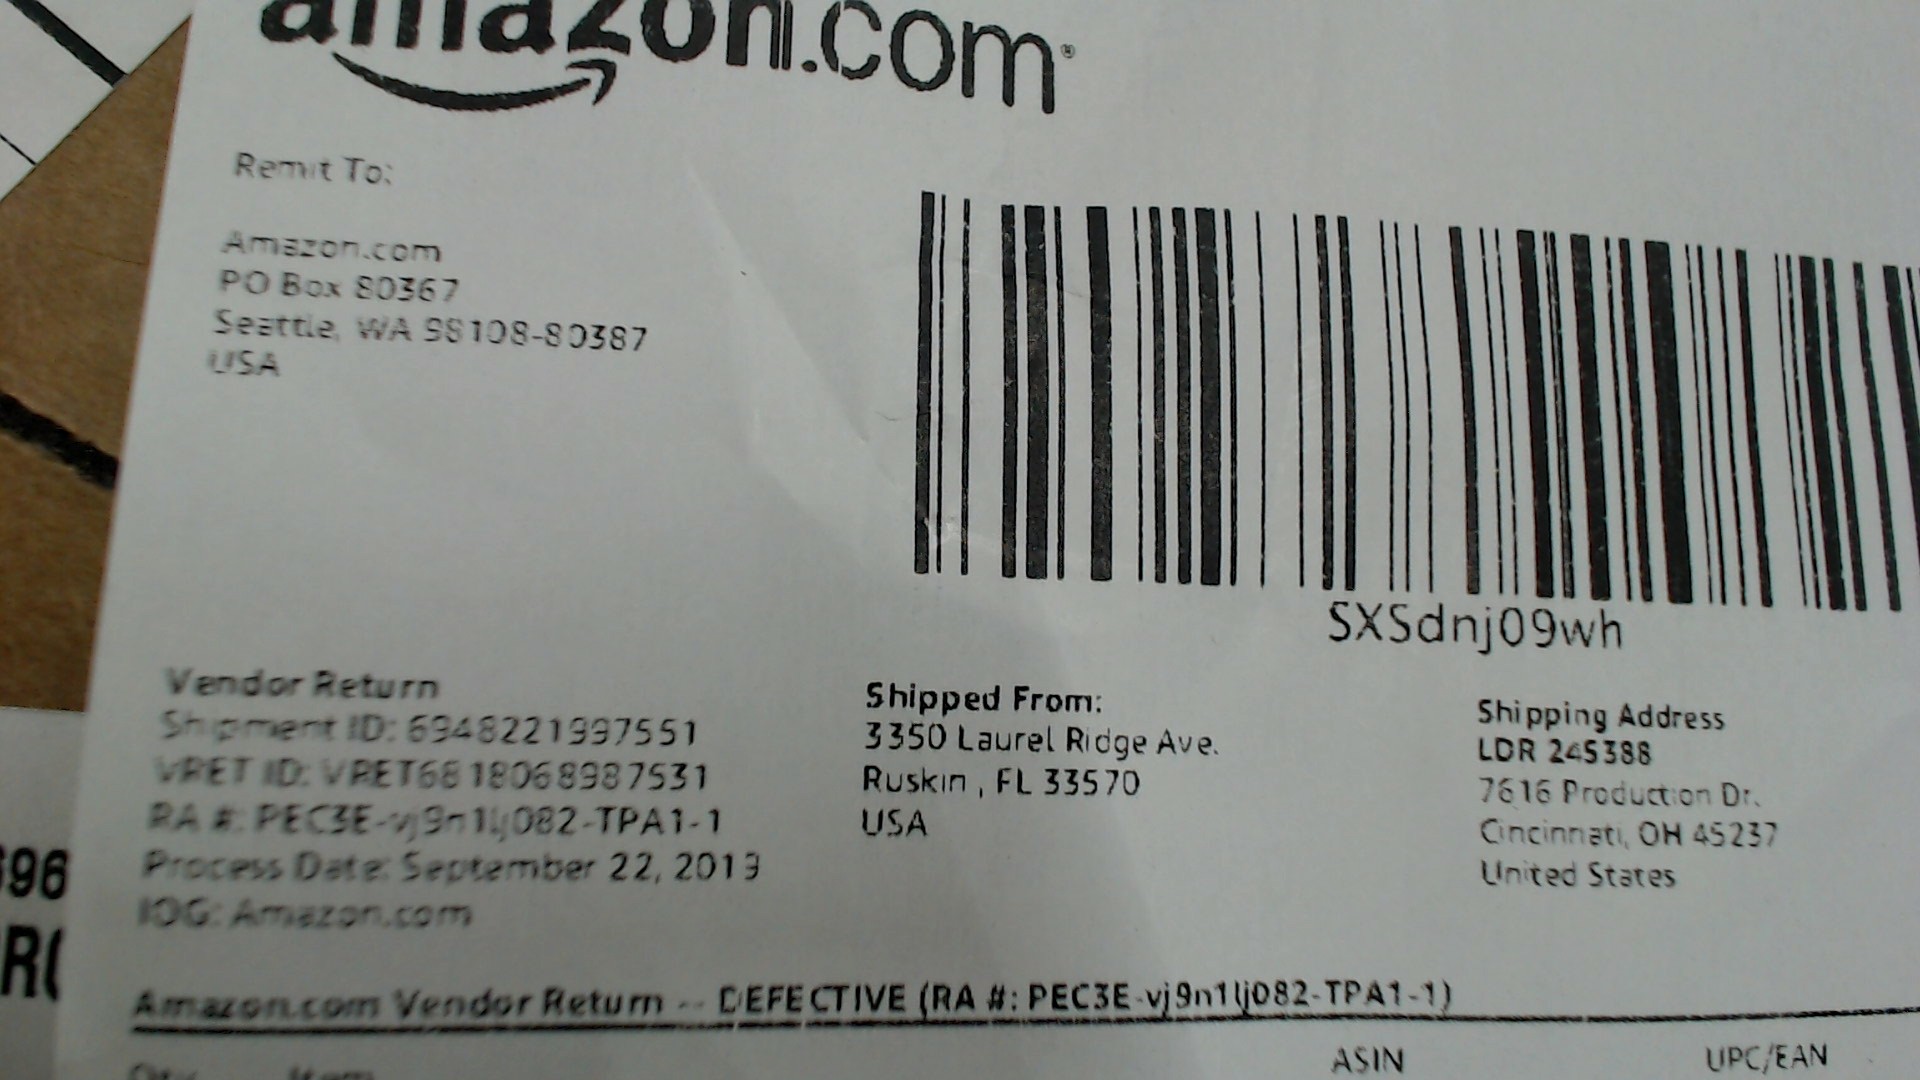 amazon.com®
Remit To:
Amazon.com
PO Box 80367
Seattle, WA 98108-80387
USA
SXSdnj09wh
Vendor Return
Shipment ID: 6948221997551
VRET ID: VRET6818068987531
RA #: PEC3E-vj9n1lj082-TPA1-1
Process Date: September 22, 2019
IOG: Amazon.com
Shipped From:
3350 Laurel Ridge Ave.
Ruskin , FL 33570
USA
Shipping Address
LDR 245388
7616 Production Dr.
Cincinnati, OH 45237
United States
Amazon.com Vendor Return -- DEFECTIVE (RA #: PEC3E-vj9n1lj082-TPA1-1)
Qty Item ASIN UPC/EAN